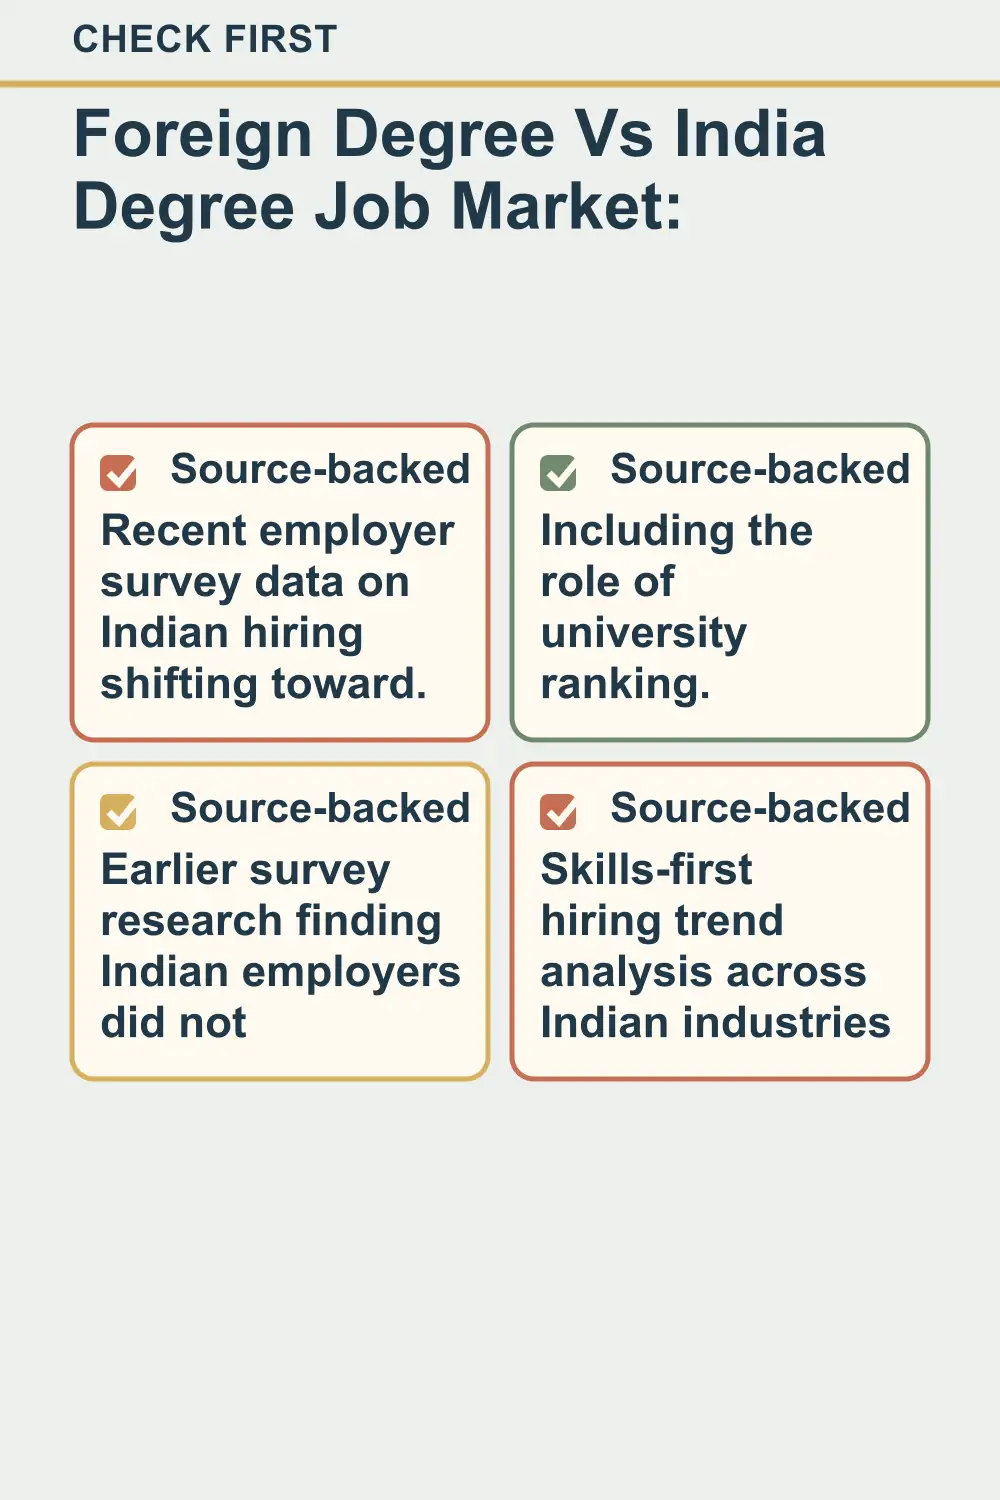 CHECK FIRST
Foreign Degree Vs India
Degree Job Market:
Source-backed
Recent employer
survey data on
Indian hiring
shifting toward.
Source-backed
Including the
role of
university
ranking.
Source-backed
Earlier survey
research finding
Indian employers
did not
Source-backed
Skills-first
hiring trend
analysis across
Indian industries